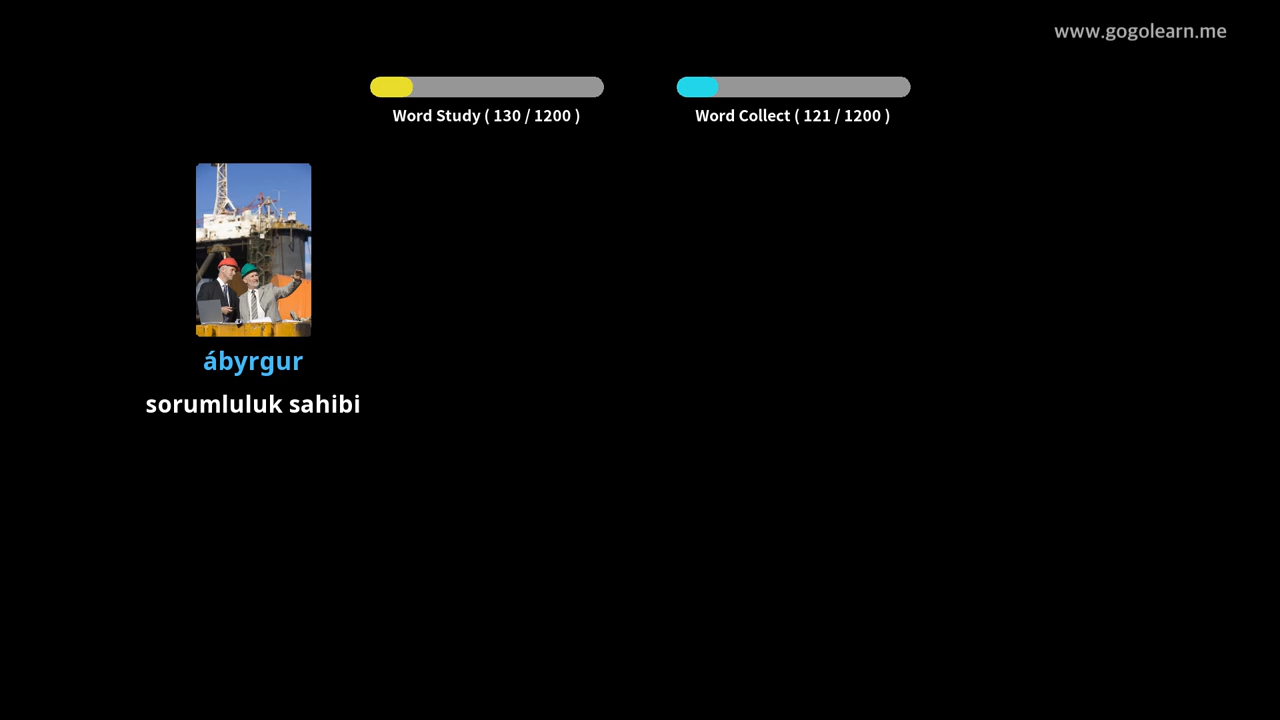 www.gogolearn.me
Word Study ( 130 / 1200 )
Word Collect ( 121 / 1200 )
ábyrgur
sorumluluk sahibi